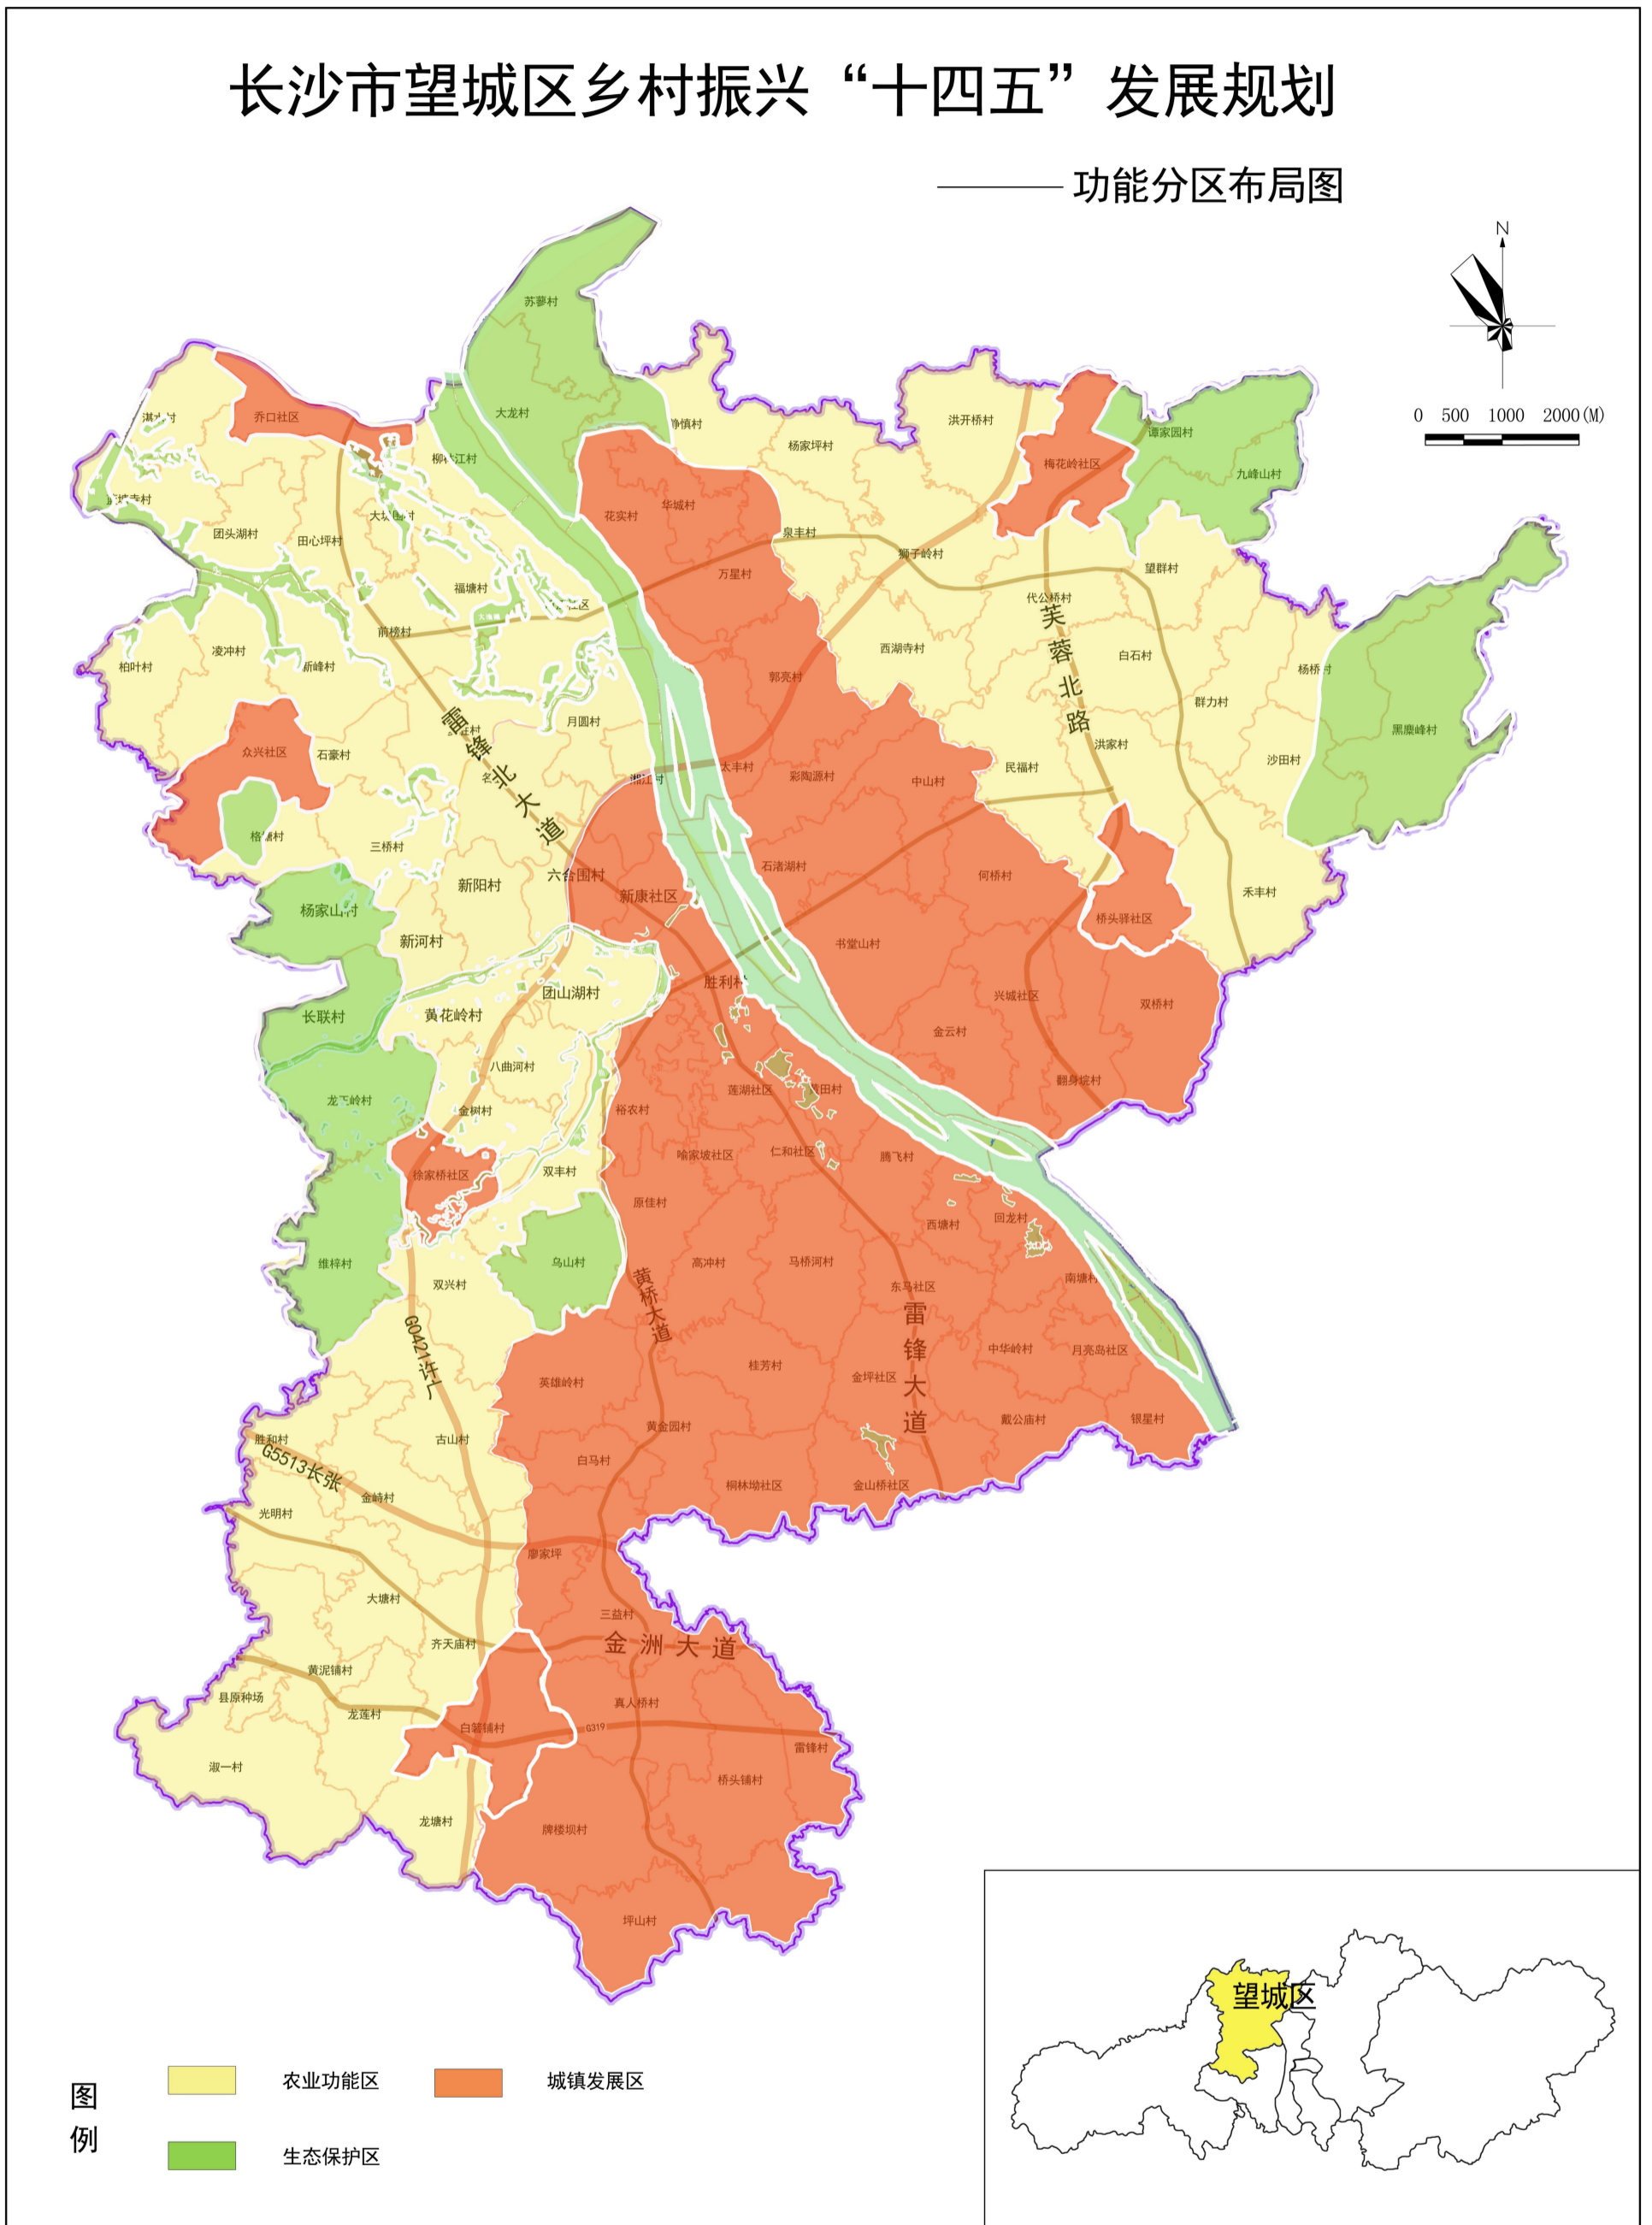 长沙市望城区乡村振兴“十四五”发展规划
功能分区布局图
N
0 500 1000 2000(M)
苏蓼村
大龙村
静慎村
乔口社区
杨家坪村
洪开桥村
梅花岭社区
谭家园村
九峰山村
团头湖村
田心坪村
花实村
华城村
泉丰村
狮子岭村
万星村
福塘村
望群村
代公桥村
前榜村
柏叶村
凌冲村
新峰村
西湖寺村
白石村
杨桥村
郭亮村
芙蓉北路
群力村
月圆村
雷锋北大道
众兴社区
石豪村
洪家村
黑麋峰村
沙田村
太丰村
彩陶源村
中山村
民福村
湘江村
格塘村
三桥村
石渚湖村
何桥村
新阳村
六合围村
新康社区
禾丰村
杨家山村
桥头驿社区
新河村
书堂山村
胜利村
团山湖村
兴城社区
双桥村
长联村
黄花岭村
金云村
八曲河村
翻身垸村
莲湖社区
龙王岭村
金树村
裕农村
喻家坡社区
仁和社区
腾飞村
徐家桥社区
双丰村
原佳村
西塘村
回龙村
维梓村
乌山村
高冲村
马桥河村
双兴村
东马社区
南塘村
黄桥大道
雷锋大道
G0421许广
中华岭村
月亮岛社区
桂芳村
金坪社区
英雄岭村
戴公庙村
银星村
黄金园村
胜和村
古山村
G5513长张
白马村
桐林坳社区
金山桥社区
金峙村
光明村
廖家坪
大塘村
三益村
齐天庙村
金洲大道
黄泥铺村
县原种场
真人桥村
龙莲村
白箬铺村
G319
雷锋村
淑一村
桥头铺村
龙塘村
牌楼坝村
坪山村
望城区
图例
农业功能区
城镇发展区
生态保护区